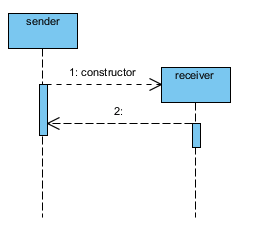 sender
1: constructor
receiver
2: